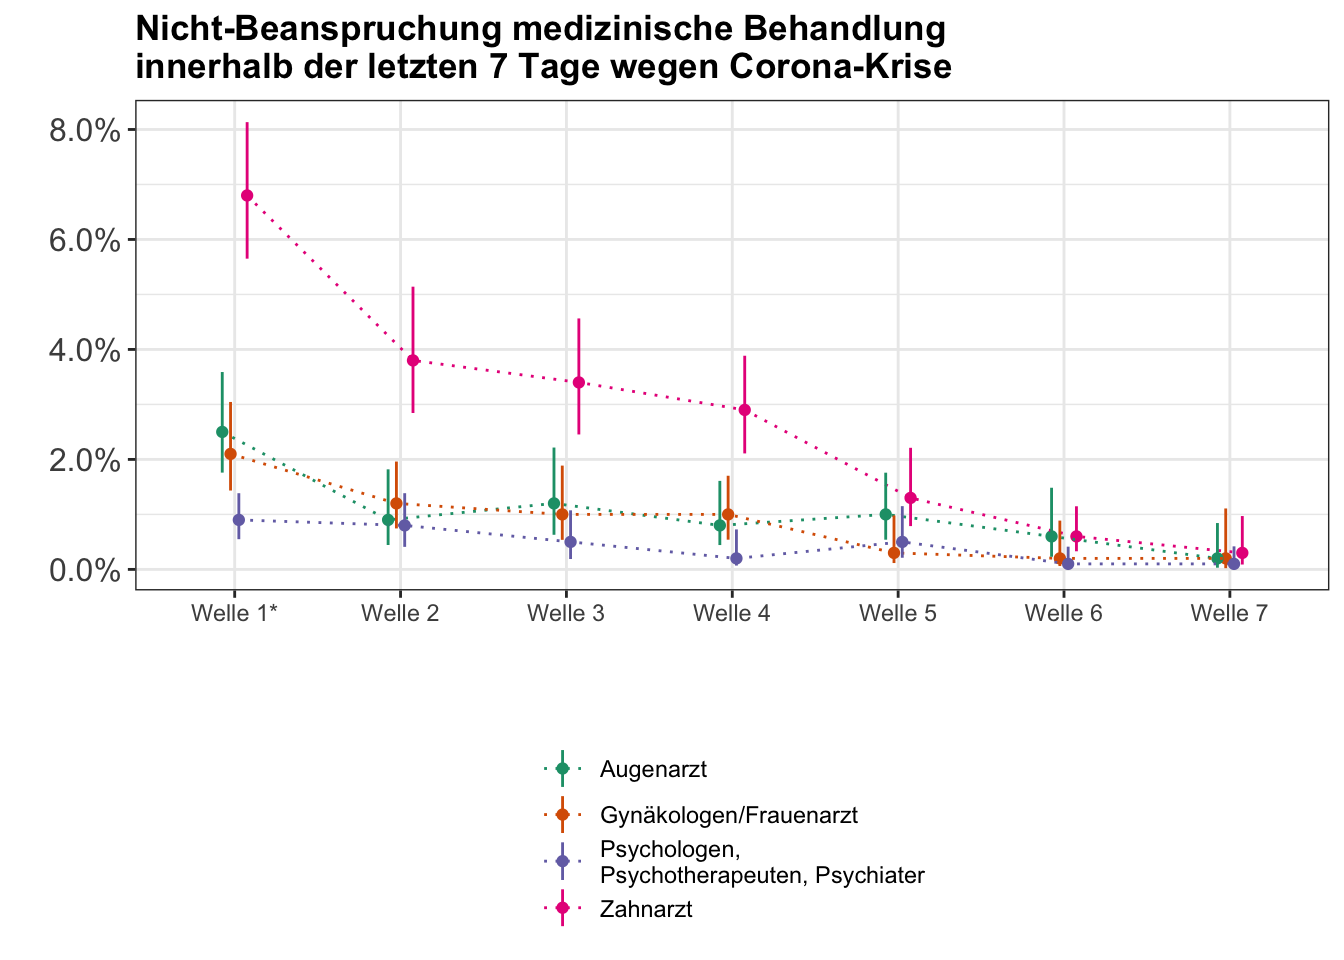 Nicht-Beanspruchung medizinische Behandlung
innerhalb der letzten 7 Tage wegen Corona-Krise
8.0%
6.0%
4.0%
2.0%
0.0%
Welle 1* Welle 2 Welle 3 Welle 4 Welle 5 Welle 6 Welle 7
Augenarzt
Gynäkologen/Frauenarzt
Psychologen,
Psychotherapeuten, Psychiater
Zahnarzt